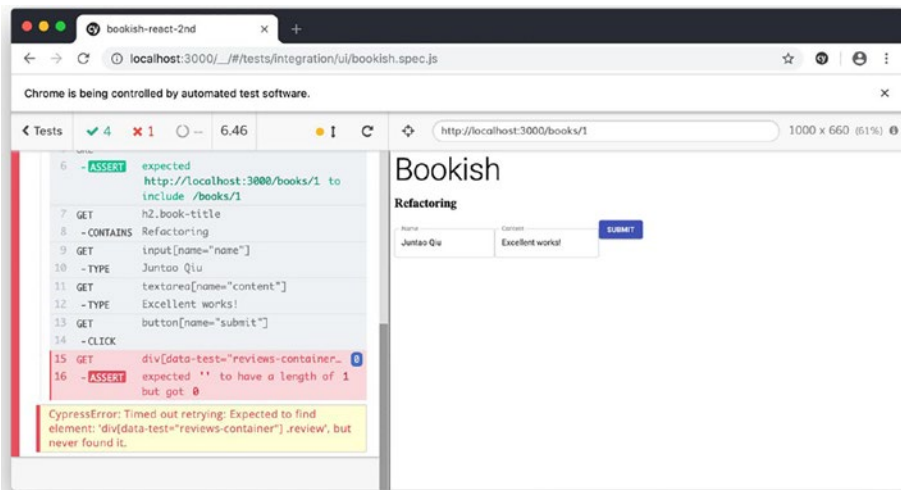 bookish-react-2nd
localhost:3000/__/#/tests/integration/ui/bookish.spec.js
Chrome is being controlled by automated test software.
Tests 4 1 -- 6.46
http://localhost:3000/books/1 1000 x 660 (61%)
6 - ASSERT expected
http://localhost:3000/books/1 to
include /books/1
7 GET h2.book-title
8 - CONTAINS Refactoring
9 GET input[name="name"]
10 - TYPE Juntao Qiu
11 GET textarea[name="content"]
12 - TYPE Excellent works!
13 GET button[name="submit"]
14 - CLICK
15 GET div[data-test="reviews-container… 0
16 - ASSERT expected '' to have a length of 1
but got 0
CypressError: Timed out retrying: Expected to find
element: 'div[data-test="reviews-container"] .review', but
never found it.
Bookish
Refactoring
Name Content
Juntao Qiu Excellent works! SUBMIT